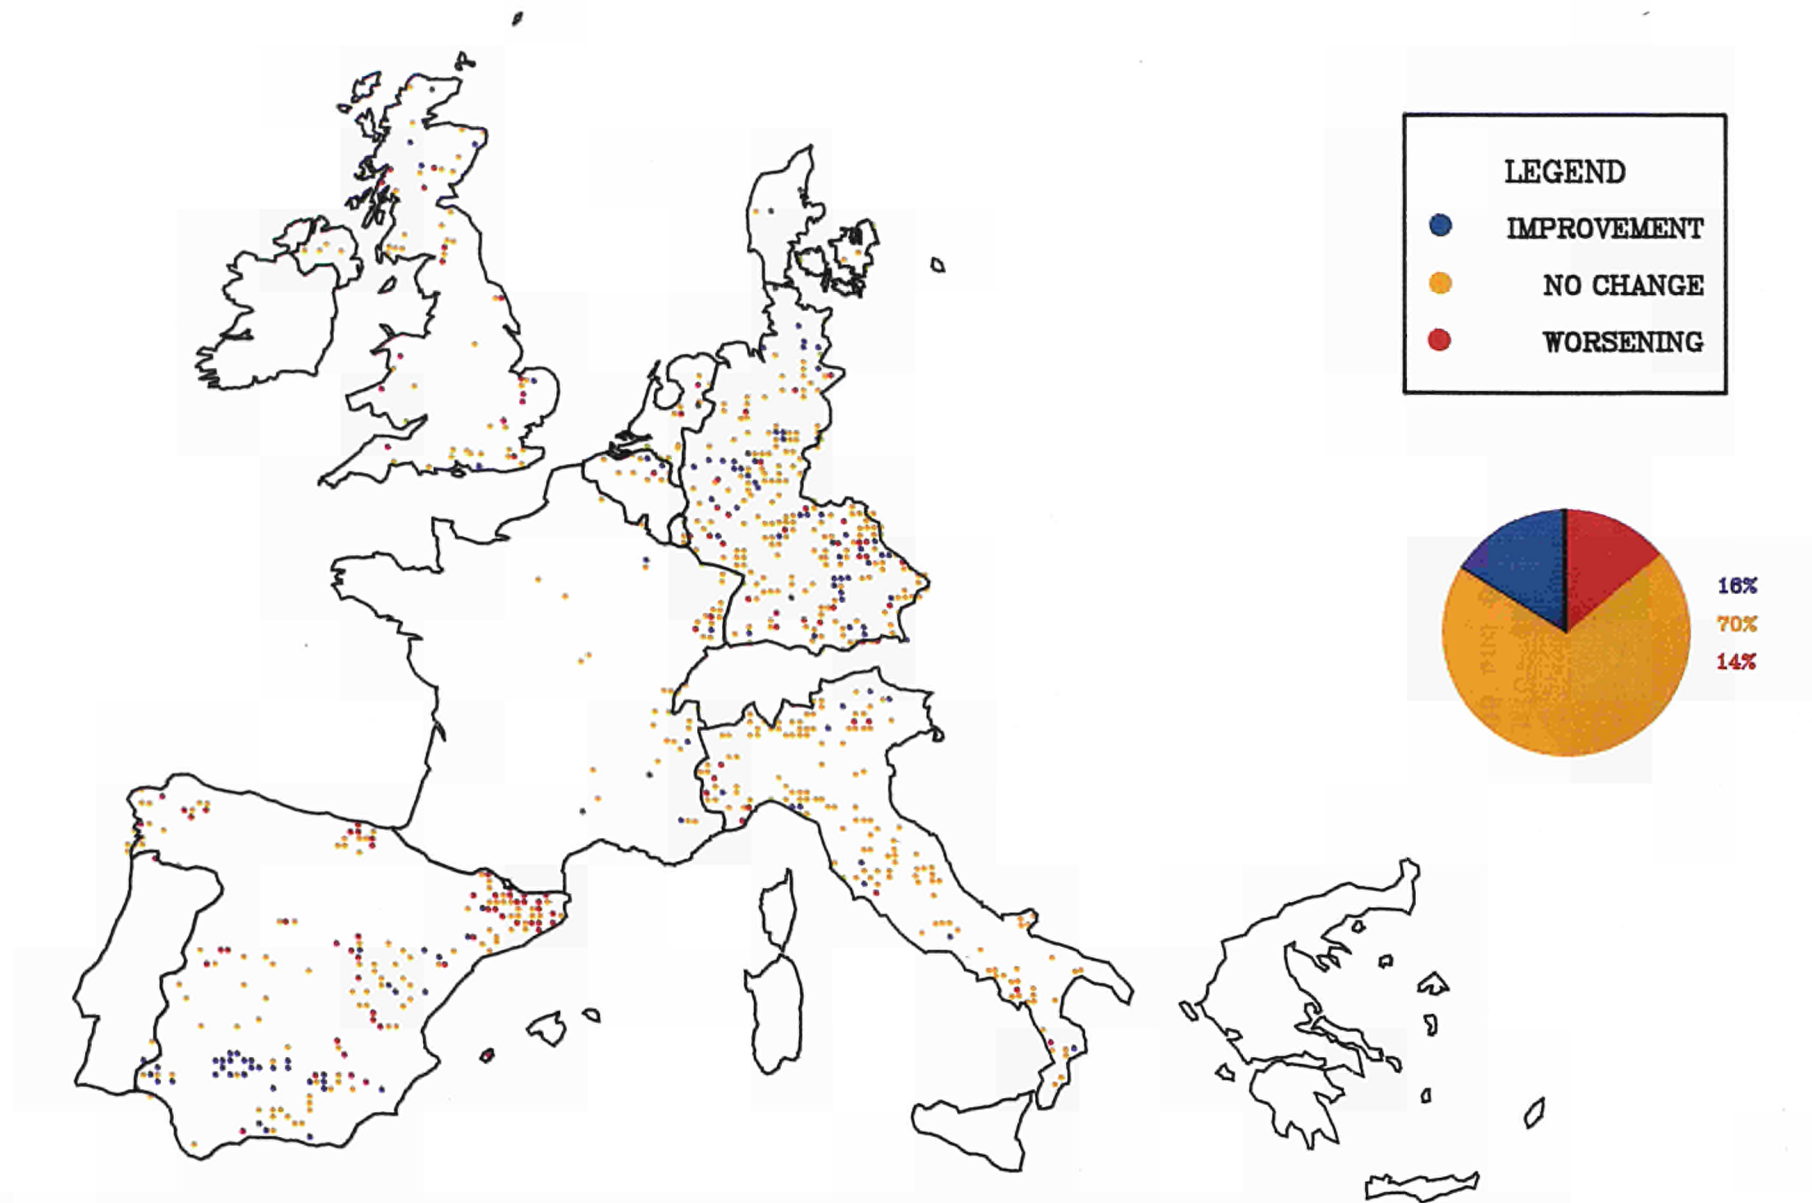 LEGEND
IMPROVEMENT
NO CHANGE
WORSENING
16%
70%
14%